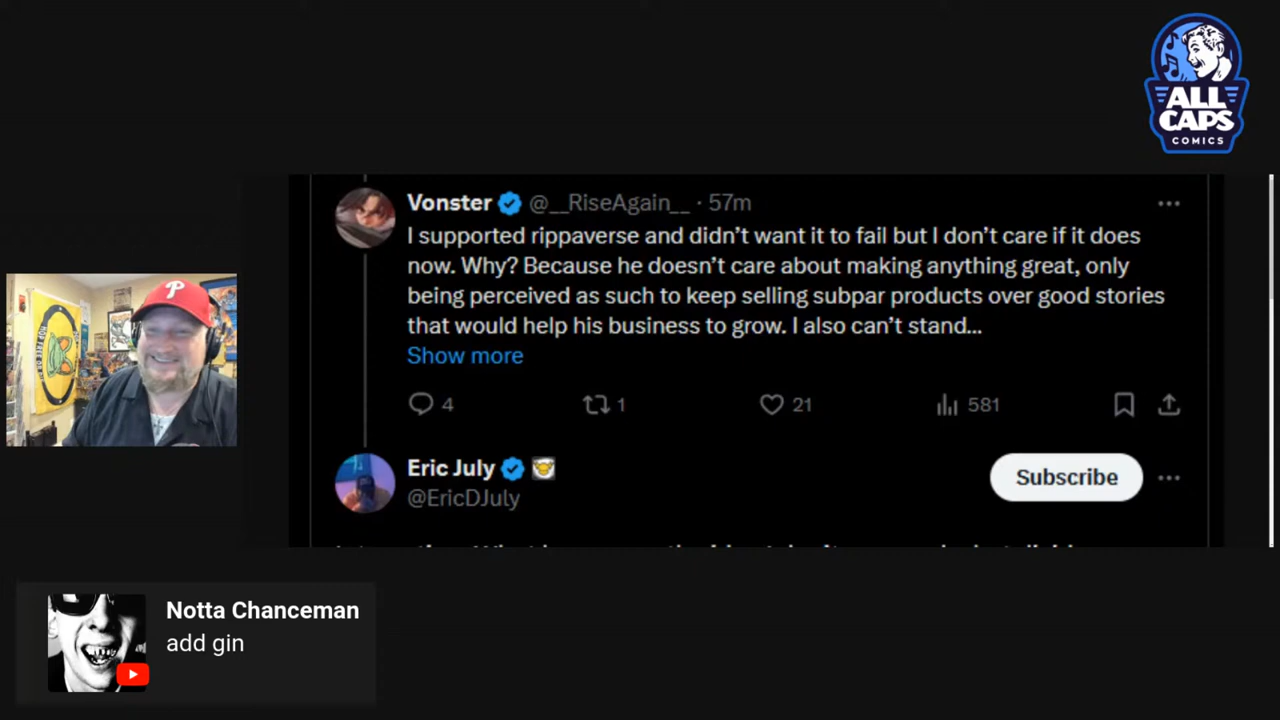 ALL
CAPS
COMICS
Vonster @__RiseAgain__ · 57m
I supported rippaverse and didn’t want it to fail but I don’t care if it does
now. Why? Because he doesn’t care about making anything great, only
being perceived as such to keep selling subpar products over good stories
that would help his business to grow. I also can’t stand...
Show more
4 1 21 581
Eric July
@EricDJuly
Subscribe
Notta Chanceman
add gin